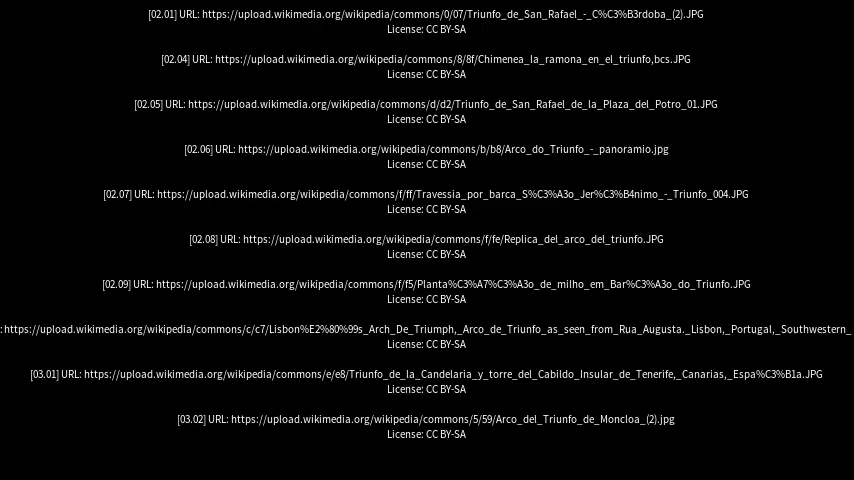 [02.01] URL: https://upload.wikimedia.org/wikipedia/commons/0/07/Triunfo_de_San_Rafael_-_C%C3%B3rdoba_(2).JPG
License: CC BY-SA
[02.04] URL: https://upload.wikimedia.org/wikipedia/commons/8/8f/Chimenea_la_ramona_en_el_triunfo,bcs.JPG
License: CC BY-SA
[02.05] URL: https://upload.wikimedia.org/wikipedia/commons/d/d2/Triunfo_de_San_Rafael_de_la_Plaza_del_Potro_01.JPG
License: CC BY-SA
[02.06] URL: https://upload.wikimedia.org/wikipedia/commons/b/b8/Arco_do_Triunfo_-_panoramio.jpg
License: CC BY-SA
[02.07] URL: https://upload.wikimedia.org/wikipedia/commons/f/ff/Travessia_por_barca_S%C3%A3o_Jer%C3%B4nimo_-_Triunfo_004.JPG
License: CC BY-SA
[02.08] URL: https://upload.wikimedia.org/wikipedia/commons/f/fe/Replica_del_arco_del_triunfo.JPG
License: CC BY-SA
[02.09] URL: https://upload.wikimedia.org/wikipedia/commons/f/f5/Planta%C3%A7%C3%A3o_de_milho_em_Bar%C3%A3o_do_Triunfo.JPG
License: CC BY-SA
: https://upload.wikimedia.org/wikipedia/commons/c/c7/Lisbon%E2%80%99s_Arch_De_Triumph,_Arco_de_Triunfo_as_seen_from_Rua_Augusta._Lisbon,_Portugal,_Southwestern_
License: CC BY-SA
[03.01] URL: https://upload.wikimedia.org/wikipedia/commons/e/e8/Triunfo_de_la_Candelaria_y_torre_del_Cabildo_Insular_de_Tenerife,_Canarias,_Espa%C3%B1a.JPG
License: CC BY-SA
[03.02] URL: https://upload.wikimedia.org/wikipedia/commons/5/59/Arco_del_Triunfo_de_Moncloa_(2).jpg
License: CC BY-SA